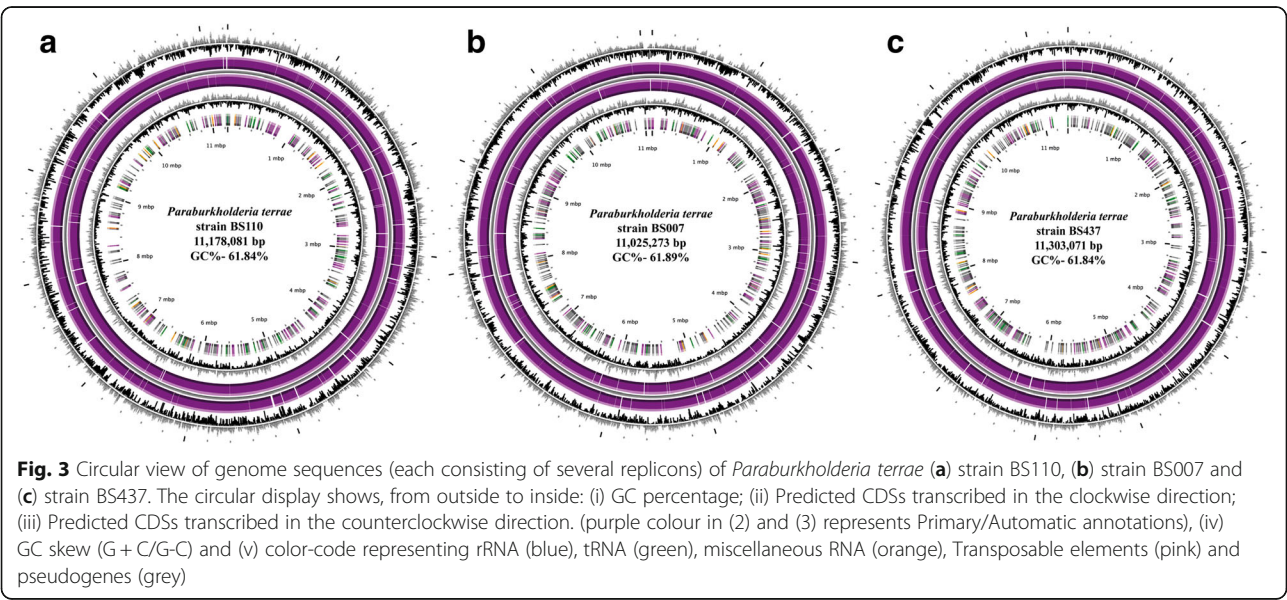 a
11 mbp
1 mbp
2 mbp
3 mbp
4 mbp
5 mbp
6 mbp
7 mbp
8 mbp
9 mbp
10 mbp
Paraburkholderia terrae
strain BS110
11,178,081 bp
GC%- 61.84%
b
11 mbp
1 mbp
2 mbp
3 mbp
4 mbp
5 mbp
6 mbp
7 mbp
8 mbp
9 mbp
10 mbp
Paraburkholderia terrae
strain BS007
11,025,273 bp
GC%- 61.89%
c
11 mbp
1 mbp
2 mbp
3 mbp
4 mbp
5 mbp
6 mbp
7 mbp
8 mbp
9 mbp
10 mbp
Paraburkholderia terrae
strain BS437
11,303,071 bp
GC%- 61.84%
Fig. 3 Circular view of genome sequences (each consisting of several replicons) of Paraburkholderia terrae (a) strain BS110, (b) strain BS007 and
(c) strain BS437. The circular display shows, from outside to inside: (i) GC percentage; (ii) Predicted CDSs transcribed in the clockwise direction;
(iii) Predicted CDSs transcribed in the counterclockwise direction. (purple colour in (2) and (3) represents Primary/Automatic annotations), (iv)
GC skew (G + C/G-C) and (v) color-code representing rRNA (blue), tRNA (green), miscellaneous RNA (orange), Transposable elements (pink) and
pseudogenes (grey)